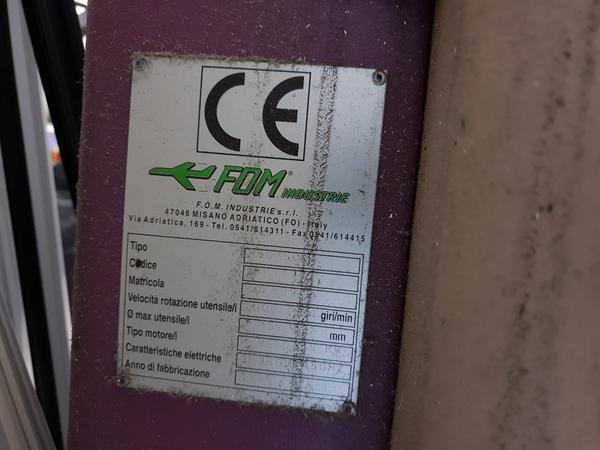 CE
FOM® INDUSTRIE
F.O.M. INDUSTRIE s.r.l.
47046 MISANO ADRIATICO (FO) - Italy
Via Adriatica, 169 - Tel. 0541/614311 - Fax 0541/614415
Tipo
Codice
Matricola
Velocità rotazione utensile/i giri/min
Ø max utensile/i mm
Tipo motore/i
Caratteristiche elettriche
Anno di fabbricazione